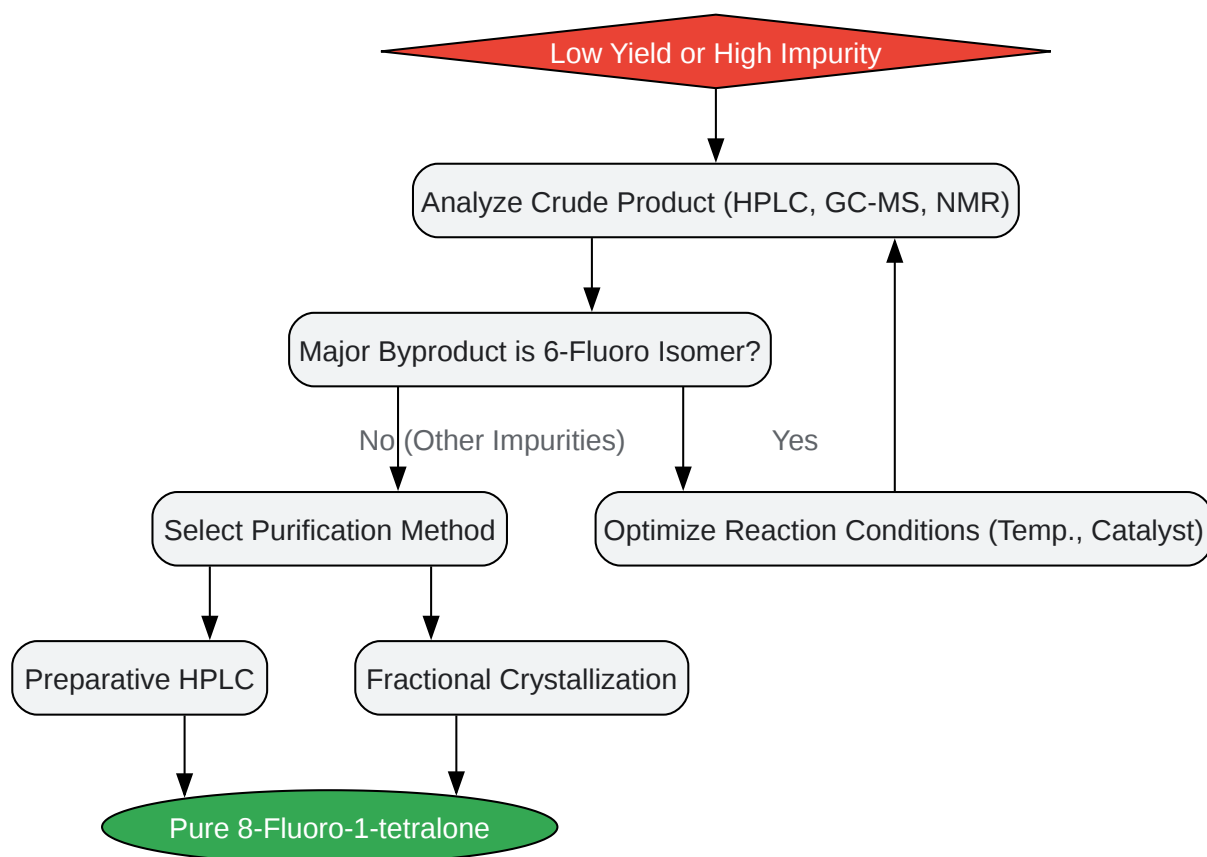 Low Yield or High Impurity
Analyze Crude Product (HPLC, GC-MS, NMR)
Major Byproduct is 6-Fluoro Isomer?
No (Other Impurities)
Yes
Select Purification Method
Optimize Reaction Conditions (Temp., Catalyst)
Preparative HPLC
Fractional Crystallization
Pure 8-Fluoro-1-tetralone